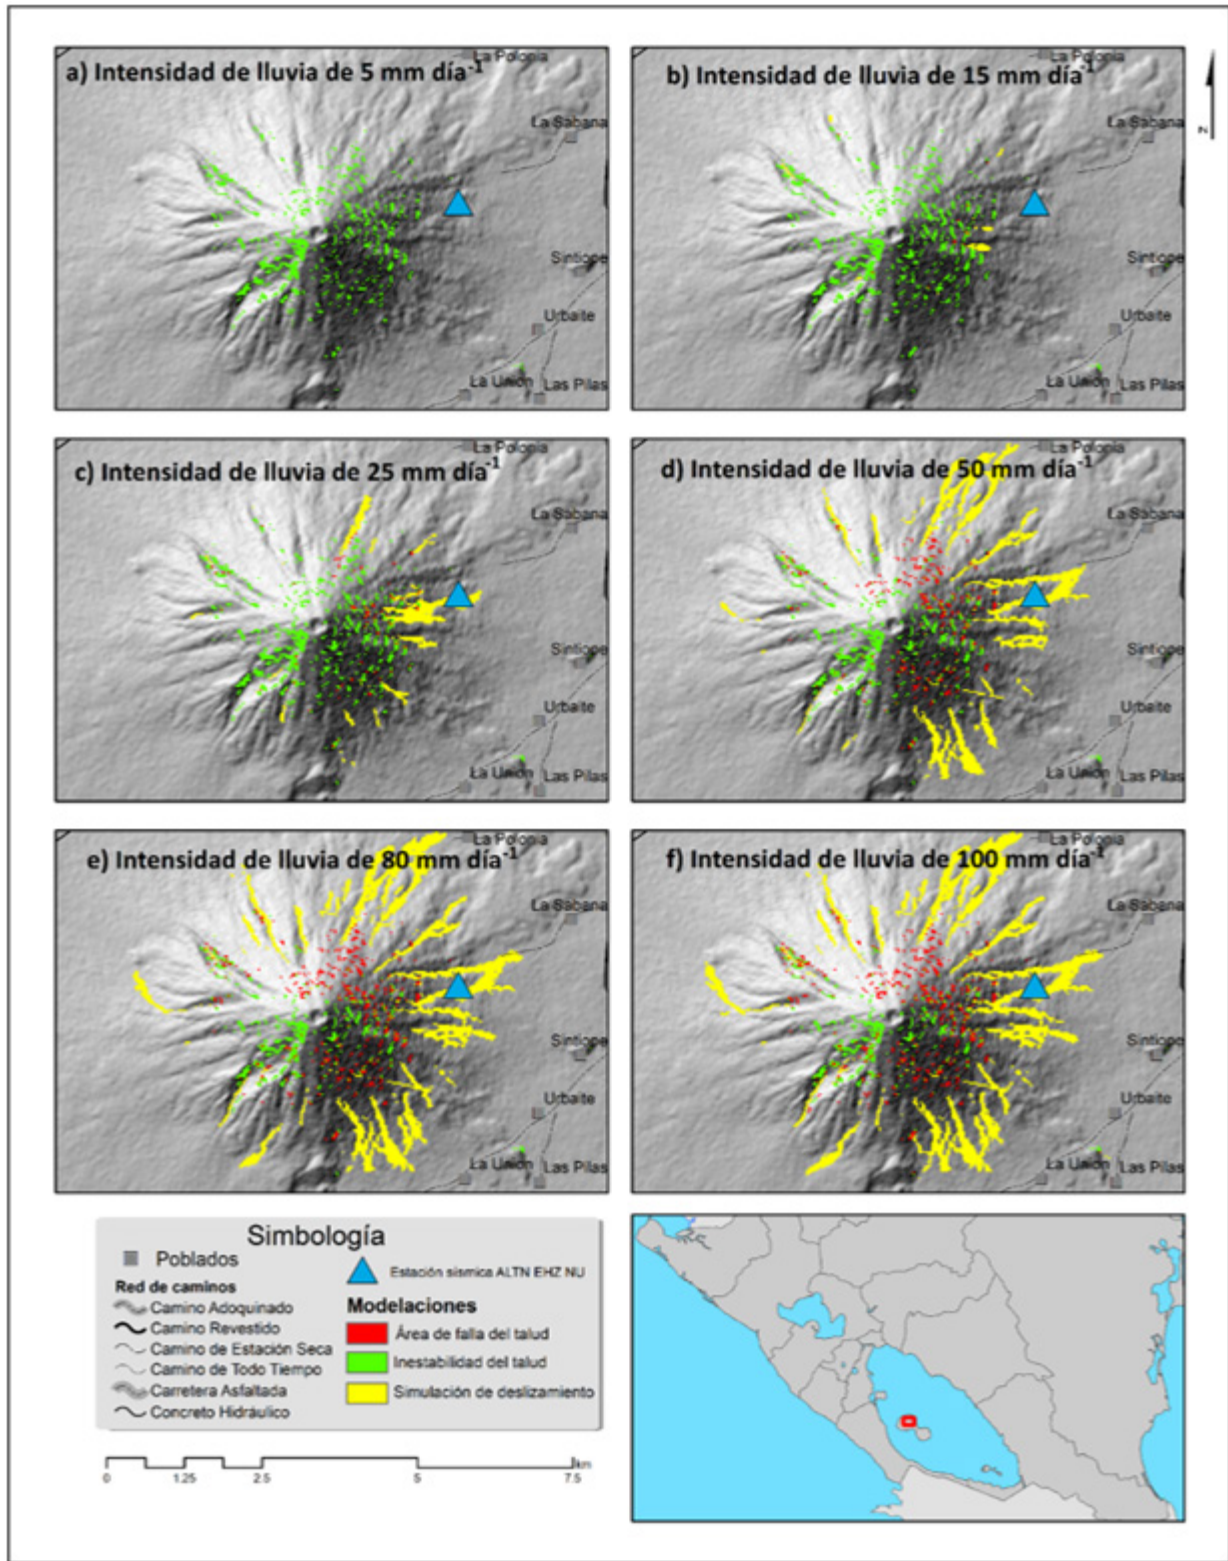 a) Intensidad de lluvia de 5 mm día-1
La Polonia
La Sabana
Sintiope
Urbaite
La Unión
Las Pilas
b) Intensidad de lluvia de 15 mm día-1
La Polonia
La Sabana
Sintiope
Urbaite
La Unión
Las Pilas
N
c) Intensidad de lluvia de 25 mm día-1
La Polonia
La Sabana
Sintiope
Urbaite
La Unión
Las Pilas
d) Intensidad de lluvia de 50 mm día-1
La Polonia
La Sabana
Sintiope
Urbaite
La Unión
Las Pilas
e) Intensidad de lluvia de 80 mm día-1
La Polonia
La Sabana
Sintiope
Urbaite
La Unión
Las Pilas
f) Intensidad de lluvia de 100 mm día-1
La Polonia
La Sabana
Sintiope
Urbaite
La Unión
Las Pilas
Simbología
Poblados
Red de caminos
Camino Adoquinado
Camino Revestido
Camino de Estación Seca
Camino de Todo Tiempo
Carretera Asfaltada
Concreto Hidráulico
Estación sísmica ALTN EHZ NU
Modelaciones
Área de falla del talud
Inestabilidad del talud
Simulación de deslizamiento
0 1.25 2.5 5 7.5 km